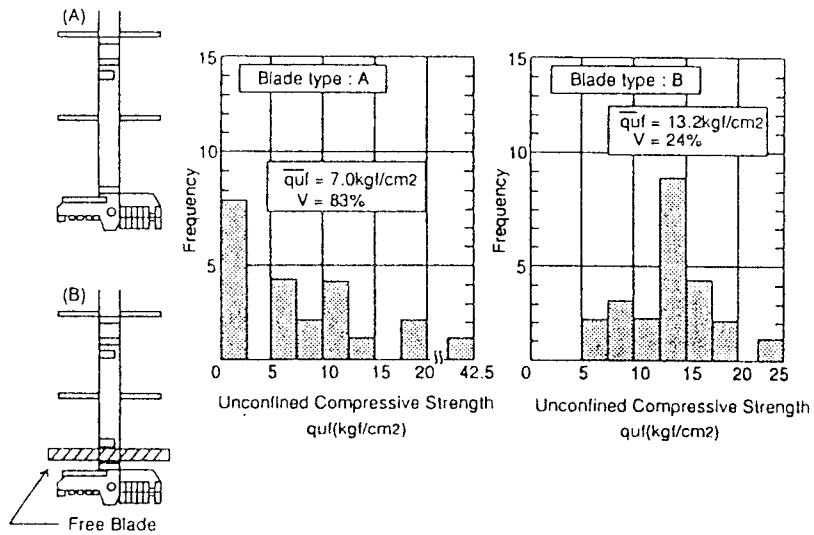 (A)
(B)
Free Blade
15
10
5
Frequency
Blade type : A
quf = 7.0kgf/cm2
V = 83%
0 5 10 15 20 42.5
Unconfined Compressive Strength
quf(kgf/cm2)
15
10
5
Frequency
Blade type : B
quf = 13.2kgf/cm2
V = 24%
0 5 10 15 20 25
Unconfined Compressive Strength
quf(kgf/cm2)